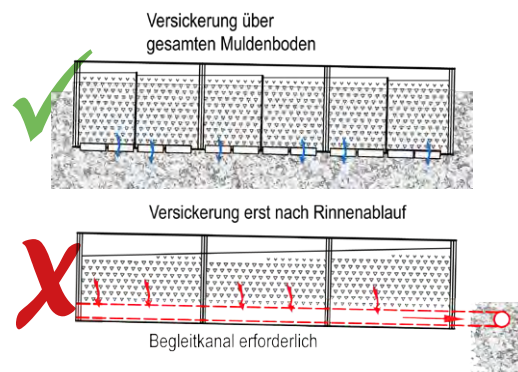 Versickerung über
gesamten Muldenboden
Versickerung erst nach Rinnenablauf
Begleitkanal erforderlich